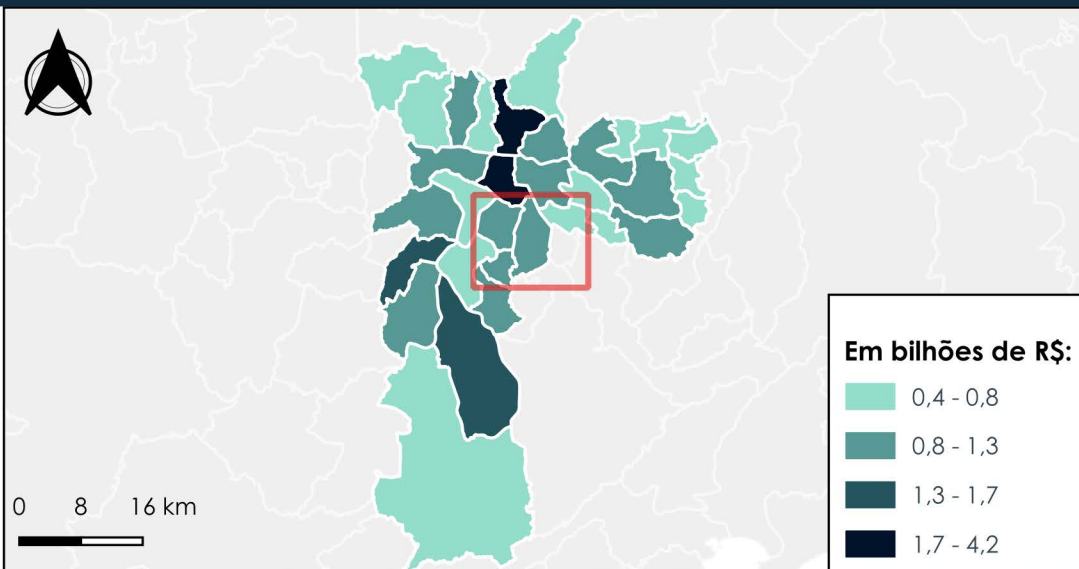 0 8 16 km
Em bilhões de R$:
0,4 - 0,8
0,8 - 1,3
1,3 - 1,7
1,7 - 4,2